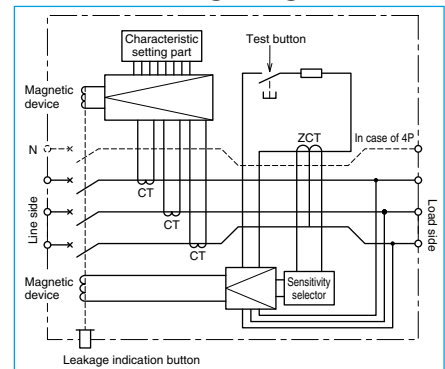 Characteristic
setting part
Test button
Magnetic
device
ZCT
In case of 4P
N
CT
CT
CT
Line side
Load side
Magnetic
device
Sensitivity
selector
Leakage indication button